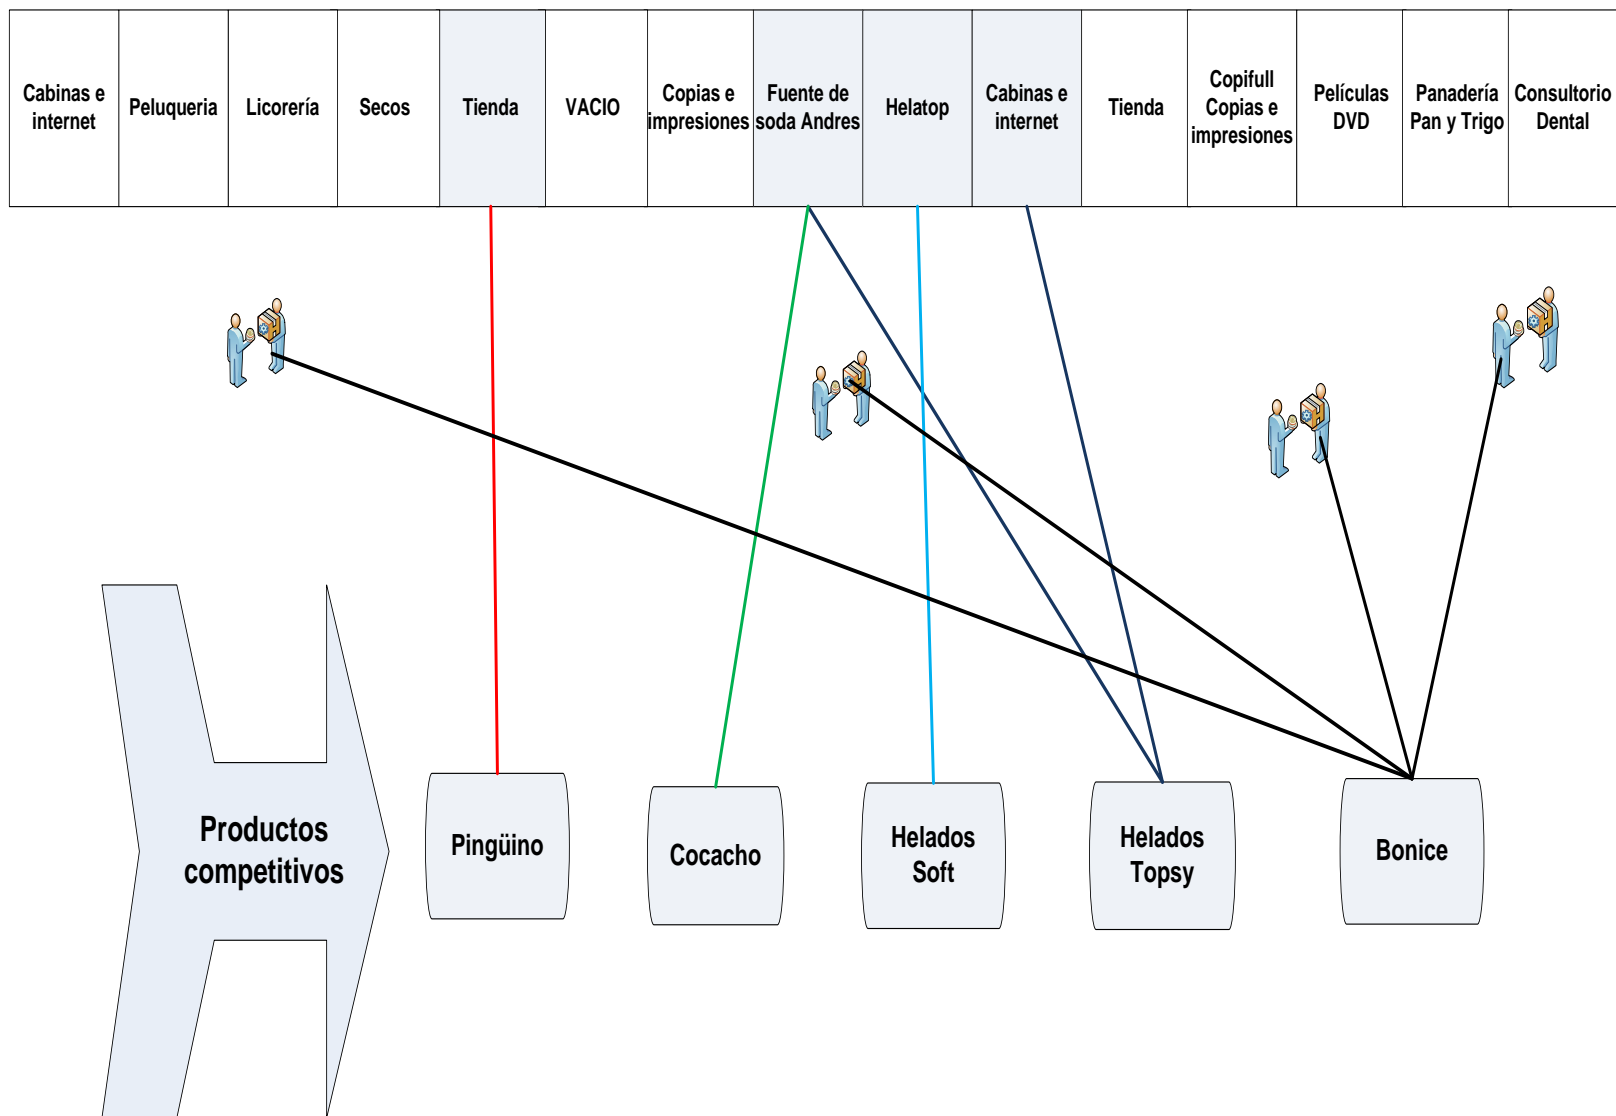 Cabinas e
internet
Peluqueria
Licorería
Secos
Tienda
VACIO
Copias e
impresiones
Fuente de
soda Andres
Helatop
Cabinas e
internet
Tienda
Copifull
Copias e
impresiones
Películas
DVD
Panadería
Pan y Trigo
Consultorio
Dental
Productos
competitivos
Pingüino
Cocacho
Helados
Soft
Helados
Topsy
Bonice